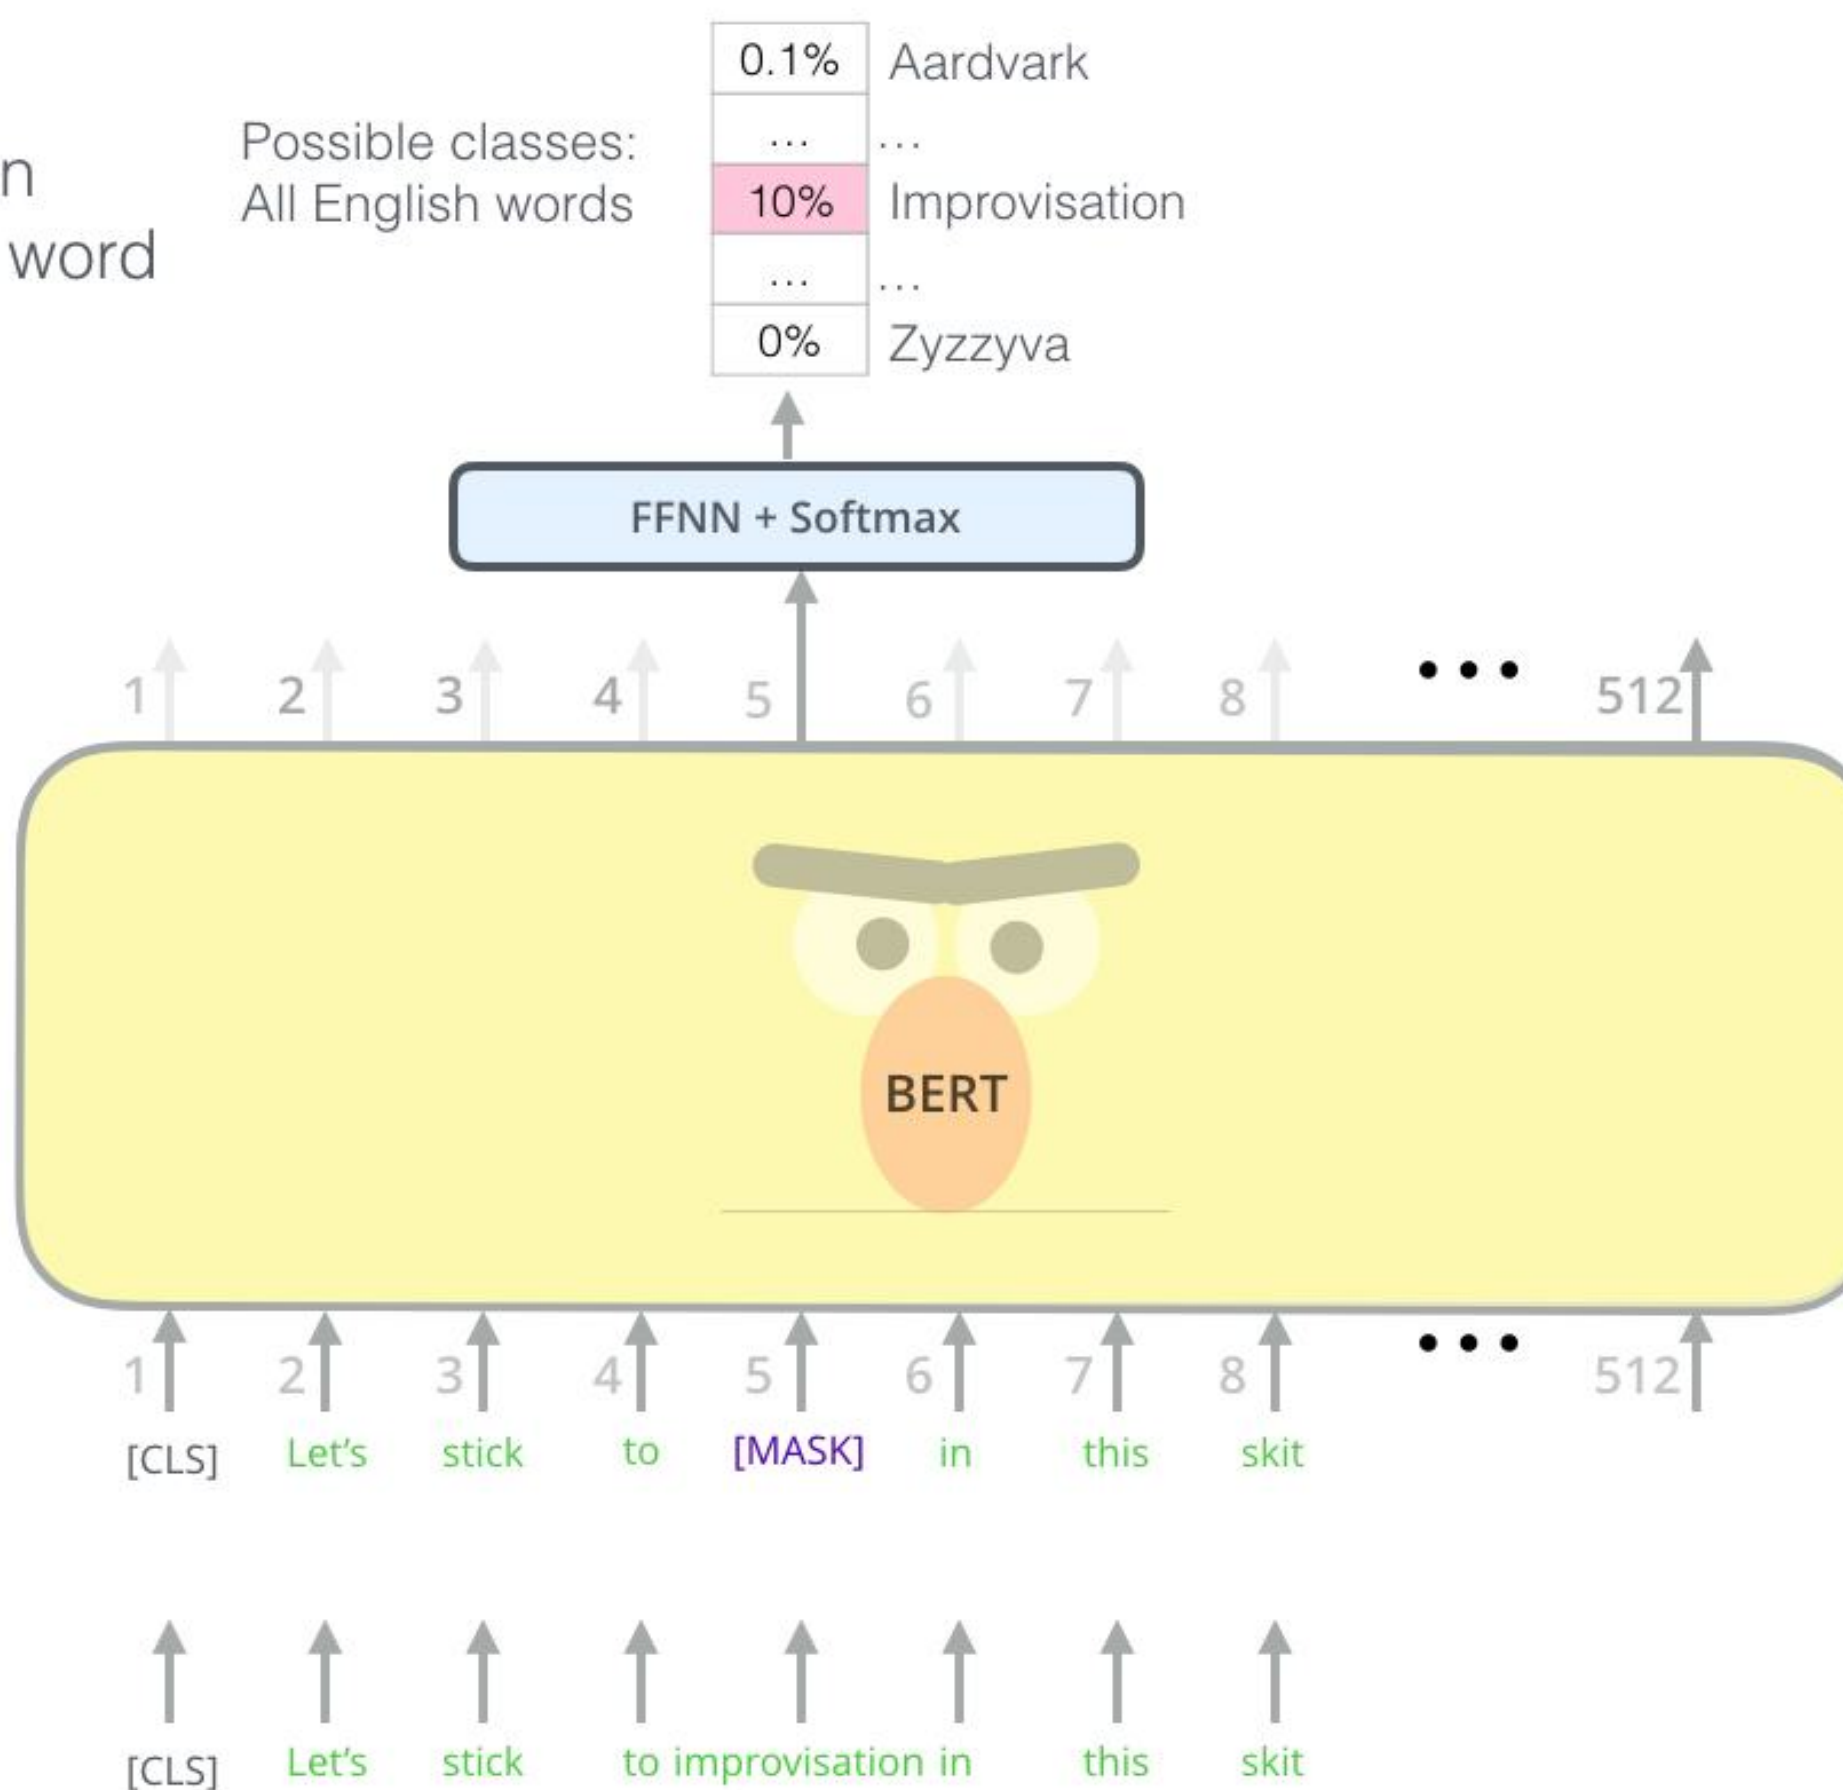 0.1% Aardvark
... ...
Possible classes:
n
10% Improvisation
All English words
word
... ...
0% Zyzzyva
FFNN + Softmax
1 2 3 4 5 6 7 8 ••• 512
BERT
1 2 3 4 5 6 7 8 ••• 512
[CLS] Let's stick to [MASK] in this skit
[CLS] Let's stick to improvisation in this skit